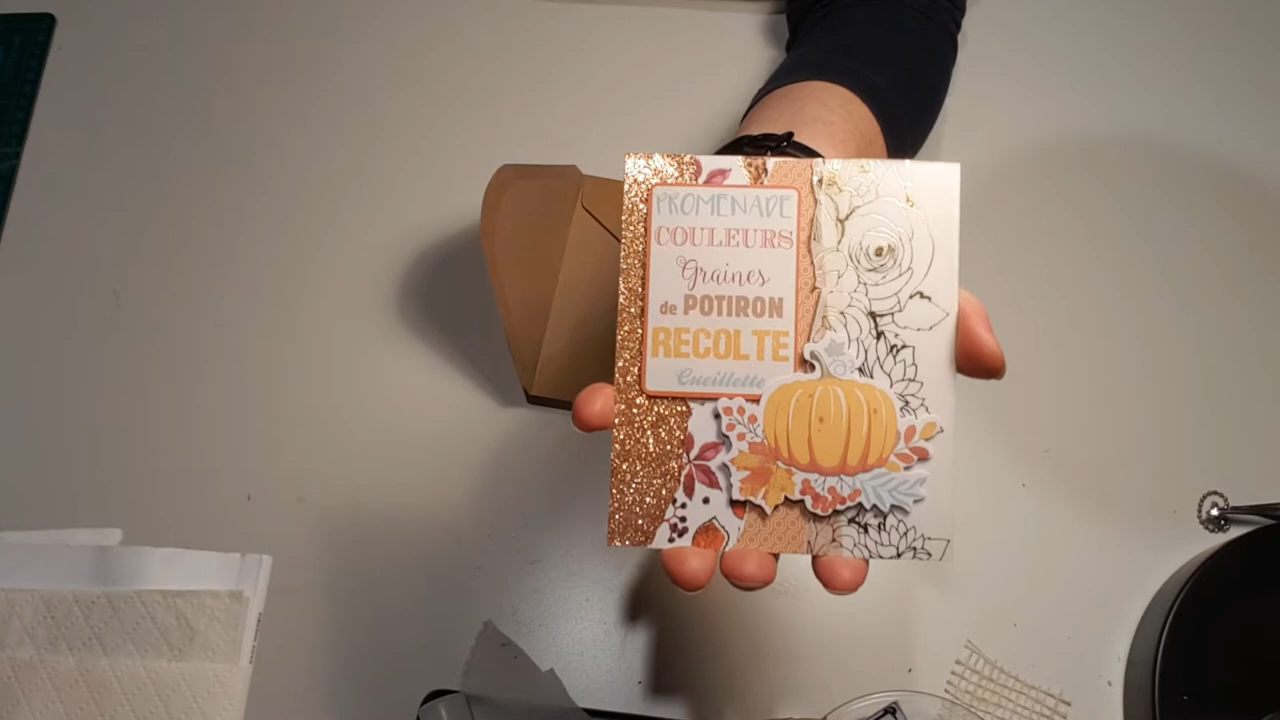 PROMENADE
COULEURS
Graines
de POTIRON
RECOLTE
Cueillette